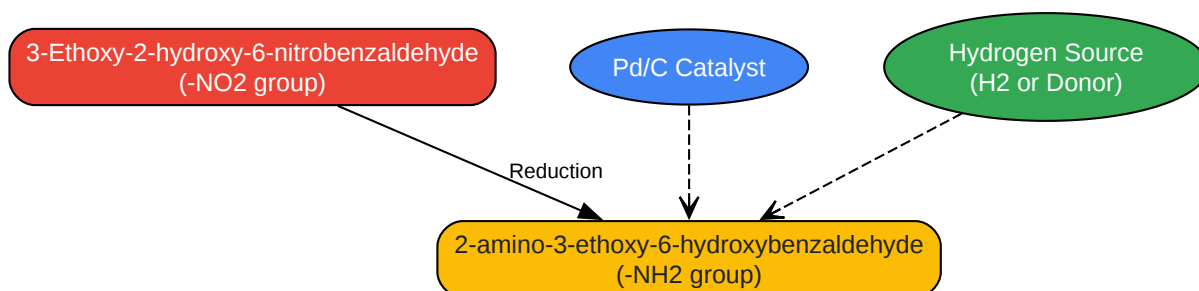 3-Ethoxy-2-hydroxy-6-nitrobenzaldehyde
(-NO2 group)
Pd/C Catalyst
Hydrogen Source
(H2 or Donor)
Reduction
2-amino-3-ethoxy-6-hydroxybenzaldehyde
(-NH2 group)